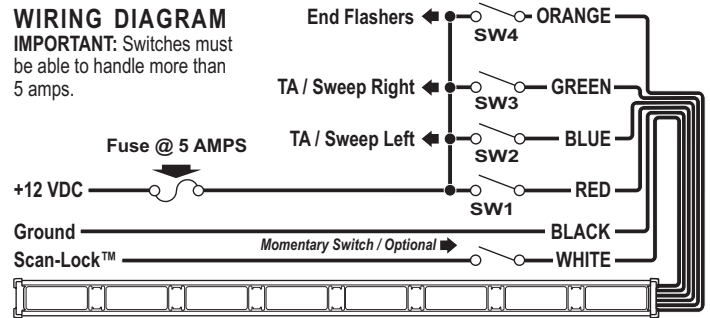 WIRING DIAGRAM
IMPORTANT: Switches must
be able to handle more than
5 amps.
End Flashers
SW4
ORANGE
TA / Sweep Right
SW3
GREEN
TA / Sweep Left
SW2
BLUE
Fuse @ 5 AMPS
+12 VDC
SW1
RED
Ground
BLACK
Momentary Switch / Optional
Scan-Lock™
WHITE